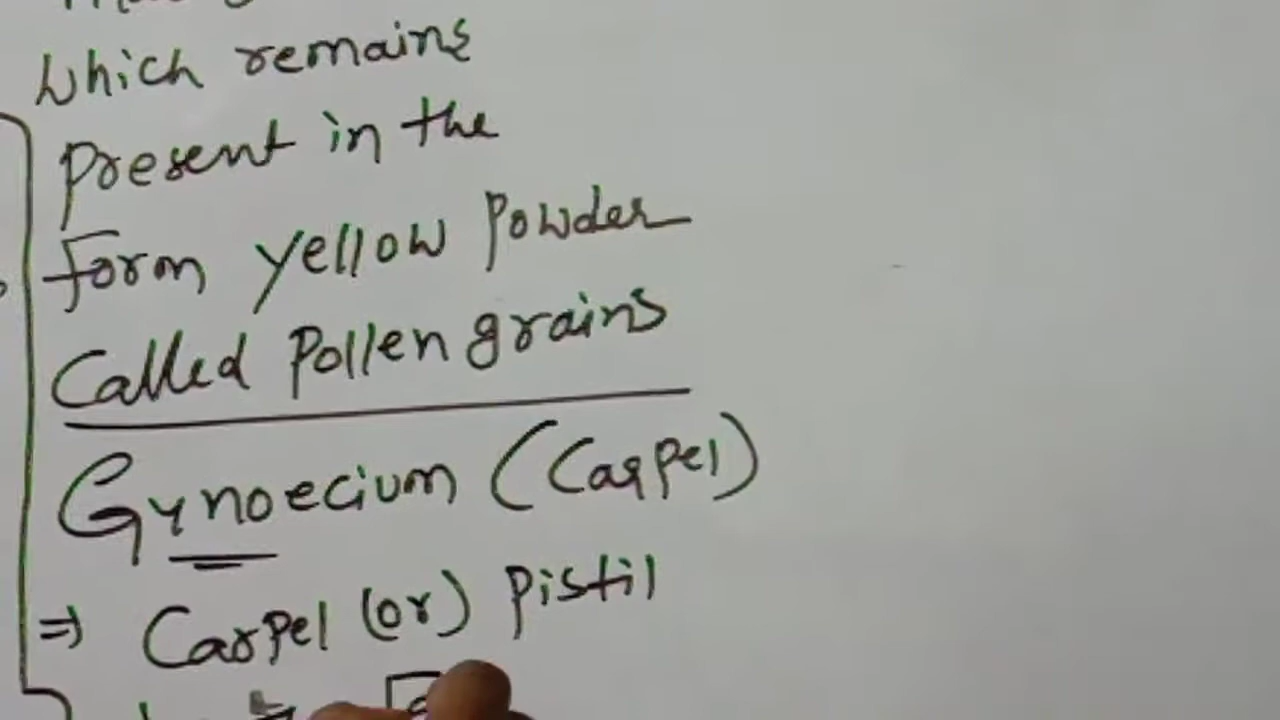 which remains
present in the
form yellow powder
Called Pollen grains
Gynoecium (Carpel)
⇒ Carpel (or) Pistil